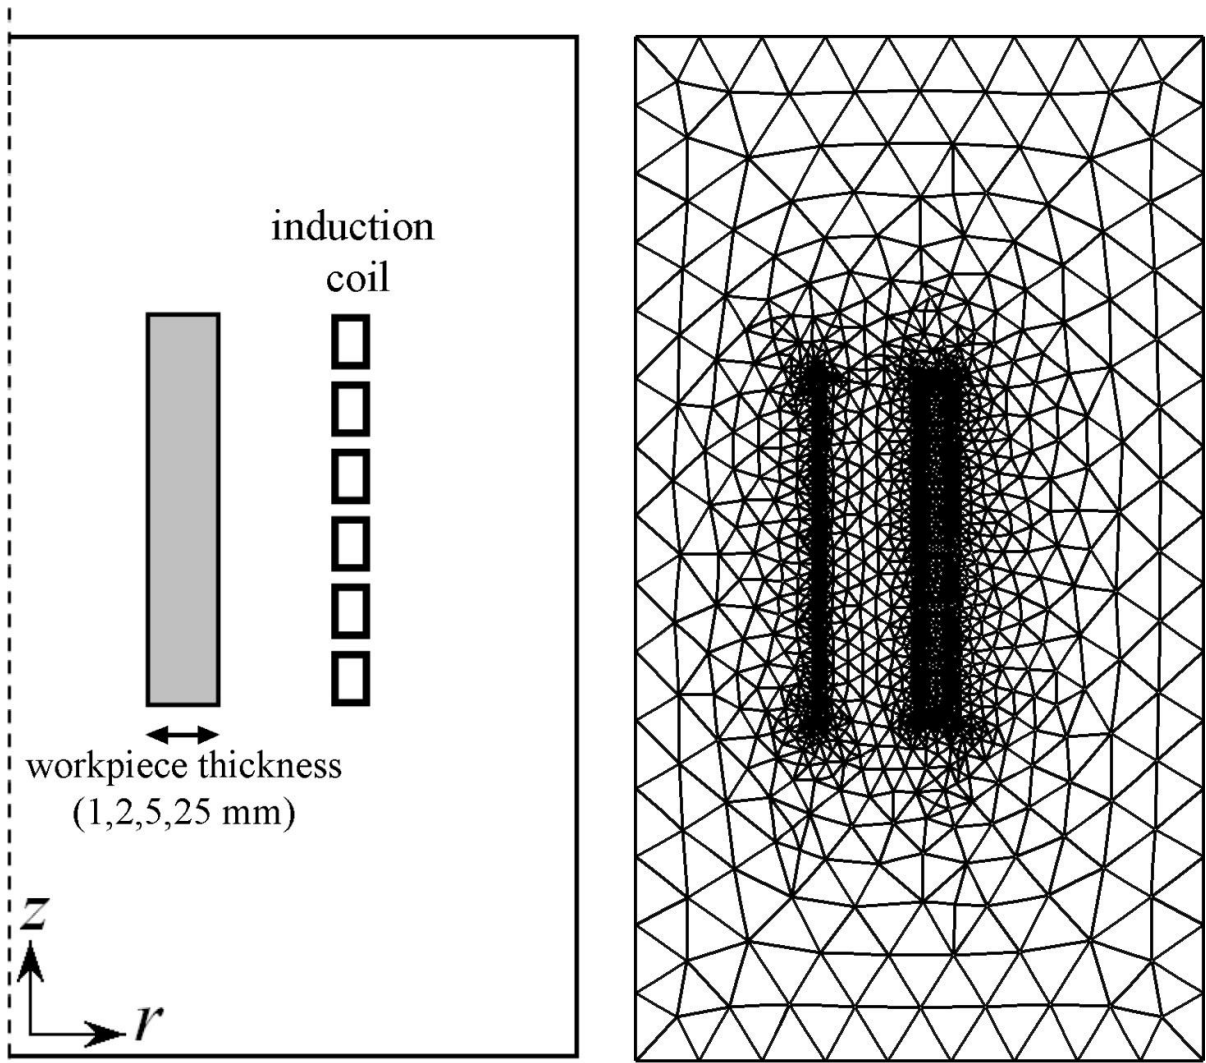 induction
coil
workpiece thickness
(1,2,5,25 mm)
z
r